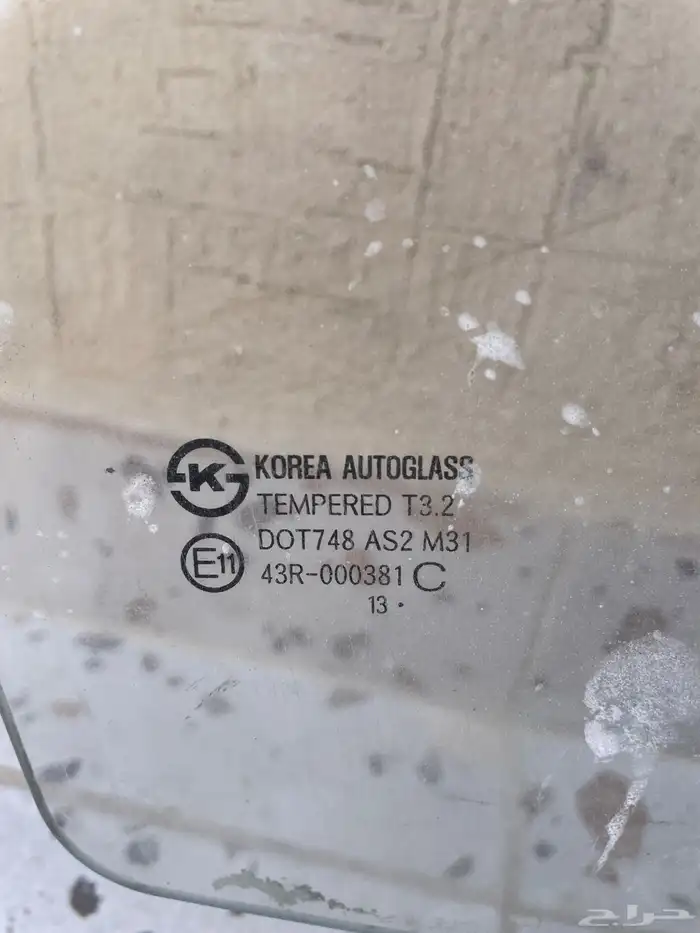 K KOREA AUTOGLASS
TEMPERED T3.2
DOT748 AS2 M31
E11 43R-000381 C
13 •
حراج